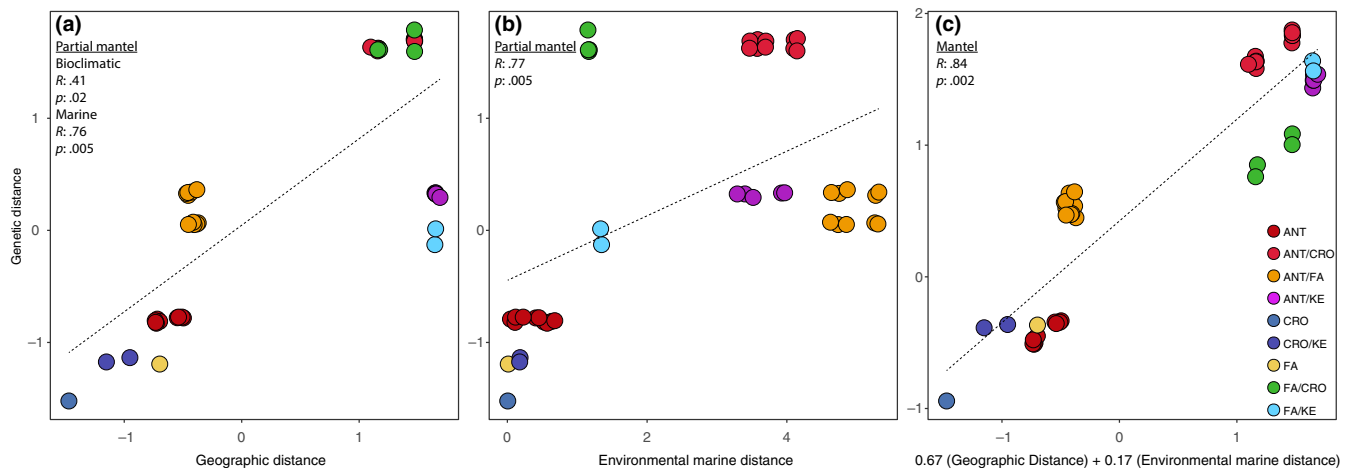 (a)
Partial mantel
Bioclimatic
R: .41
p: .02
Marine
R: .76
p: .005
1
0
−1
Genetic distance
−1
0
1
Geographic distance
(b)
Partial mantel
R: .77
p: .005
1
0
−1
0
2
4
Environmental marine distance
(c)
Mantel
R: .84
p: .002
2
1
0
−1
ANT
ANT/CRO
ANT/FA
ANT/KE
CRO
CRO/KE
FA
FA/CRO
FA/KE
−1
0
1
0.67 (Geographic Distance) + 0.17 (Environmental marine distance)